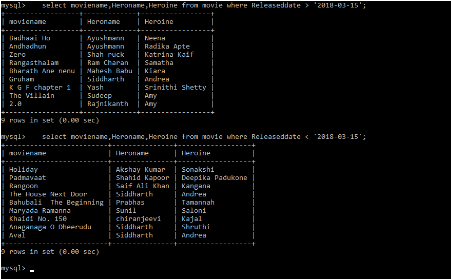 mysql>    select moviename,Heroname,Heroine from movie where Releaseddate > '2018-03-15';
| moviename | Heroname | Heroine |
| Badhaai Ho | Ayushmann | Neena |
| Andhadhun | Ayushmann | Radika Apte |
| Zero | Shah ruck | Katrina Kaif |
| Rangasthalam | Ram Charan | Samatha |
| Bharath Ane nenu | Mahesh Babu | Kiara |
| Gruham | Siddharth | Andrea |
| K G F chapter 1 | Yash | Srinithi Shetty |
| The Villain | Sudeep | Amy |
| 2.0 | Rajnikanth | Amy |
9 rows in set (0.00 sec)
mysql>    select moviename,Heroname,Heroine from movie where Releaseddate < '2018-03-15';
| moviename | Heroname | Heroine |
| Holiday | Akshay Kumar | Sonakshi |
| Padmavaat | Shahid Kapoor | Deepika Padukone |
| Rangoon | Saif Ali Khan | Kangana |
| The House Next Door | Siddharth | Andrea |
| Bahubali  The Beginning | Prabhas | Tamannah |
| Maryada Ramanna | Sunil | Saloni |
| Khaidi No. 150 | chiranjeevi | Kajal |
| Anaganaga O Dheerudu | Siddharth | Shruthi |
| Aval | Siddharth | Andrea |
9 rows in set (0.00 sec)
mysql> _